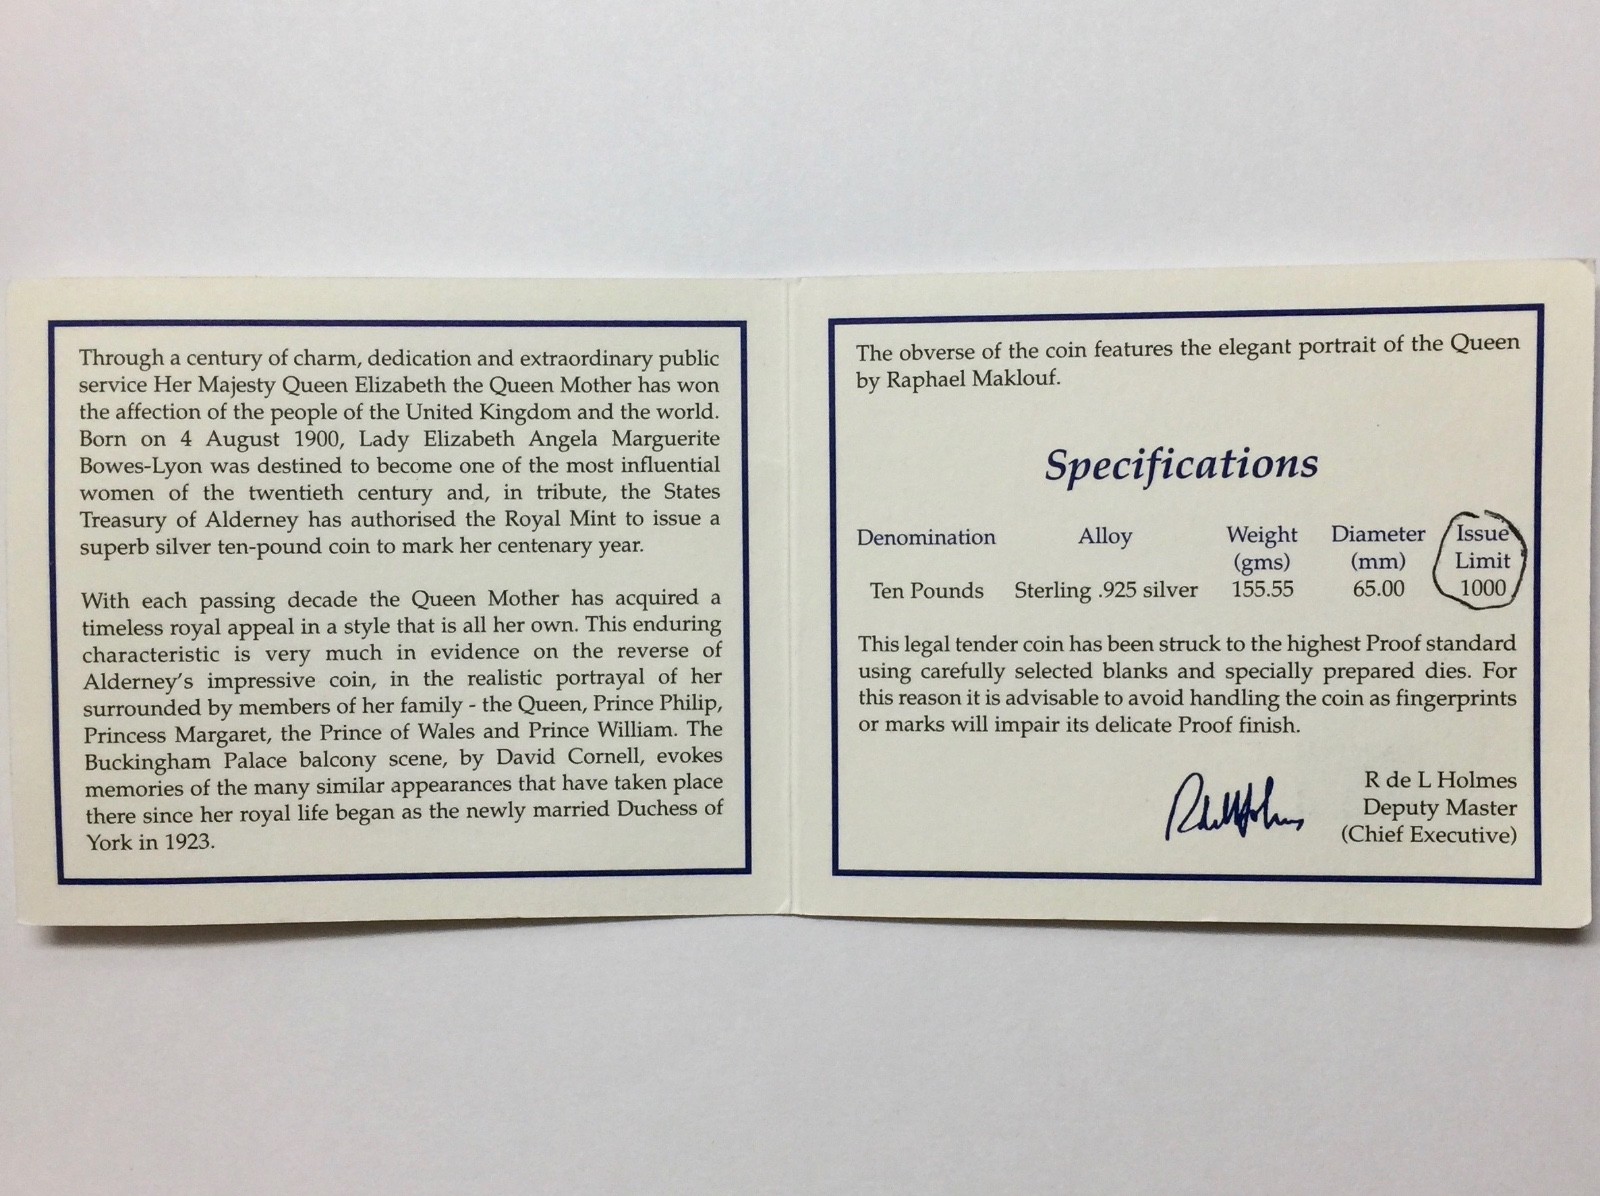 Through a century of charm, dedication and extraordinary public
service Her Majesty Queen Elizabeth the Queen Mother has won
the affection of the people of the United Kingdom and the world.
Born on 4 August 1900, Lady Elizabeth Angela Marguerite
Bowes-Lyon was destined to become one of the most influential
women of the twentieth century and, in tribute, the States
Treasury of Alderney has authorised the Royal Mint to issue a
superb silver ten-pound coin to mark her centenary year.
With each passing decade the Queen Mother has acquired a
timeless royal appeal in a style that is all her own. This enduring
characteristic is very much in evidence on the reverse of
Alderney's impressive coin, in the realistic portrayal of her
surrounded by members of her family - the Queen, Prince Philip,
Princess Margaret, the Prince of Wales and Prince William. The
Buckingham Palace balcony scene, by David Cornell, evokes
memories of the many similar appearances that have taken place
there since her royal life began as the newly married Duchess of
York in 1923.
The obverse of the coin features the elegant portrait of the Queen
by Raphael Maklouf.
Specifications
Denomination Alloy Weight Diameter Issue
(gms) (mm) Limit
Ten Pounds Sterling .925 silver 155.55 65.00 1000
This legal tender coin has been struck to the highest Proof standard
using carefully selected blanks and specially prepared dies. For
this reason it is advisable to avoid handling the coin as fingerprints
or marks will impair its delicate Proof finish.
R de L Holmes
Deputy Master
(Chief Executive)